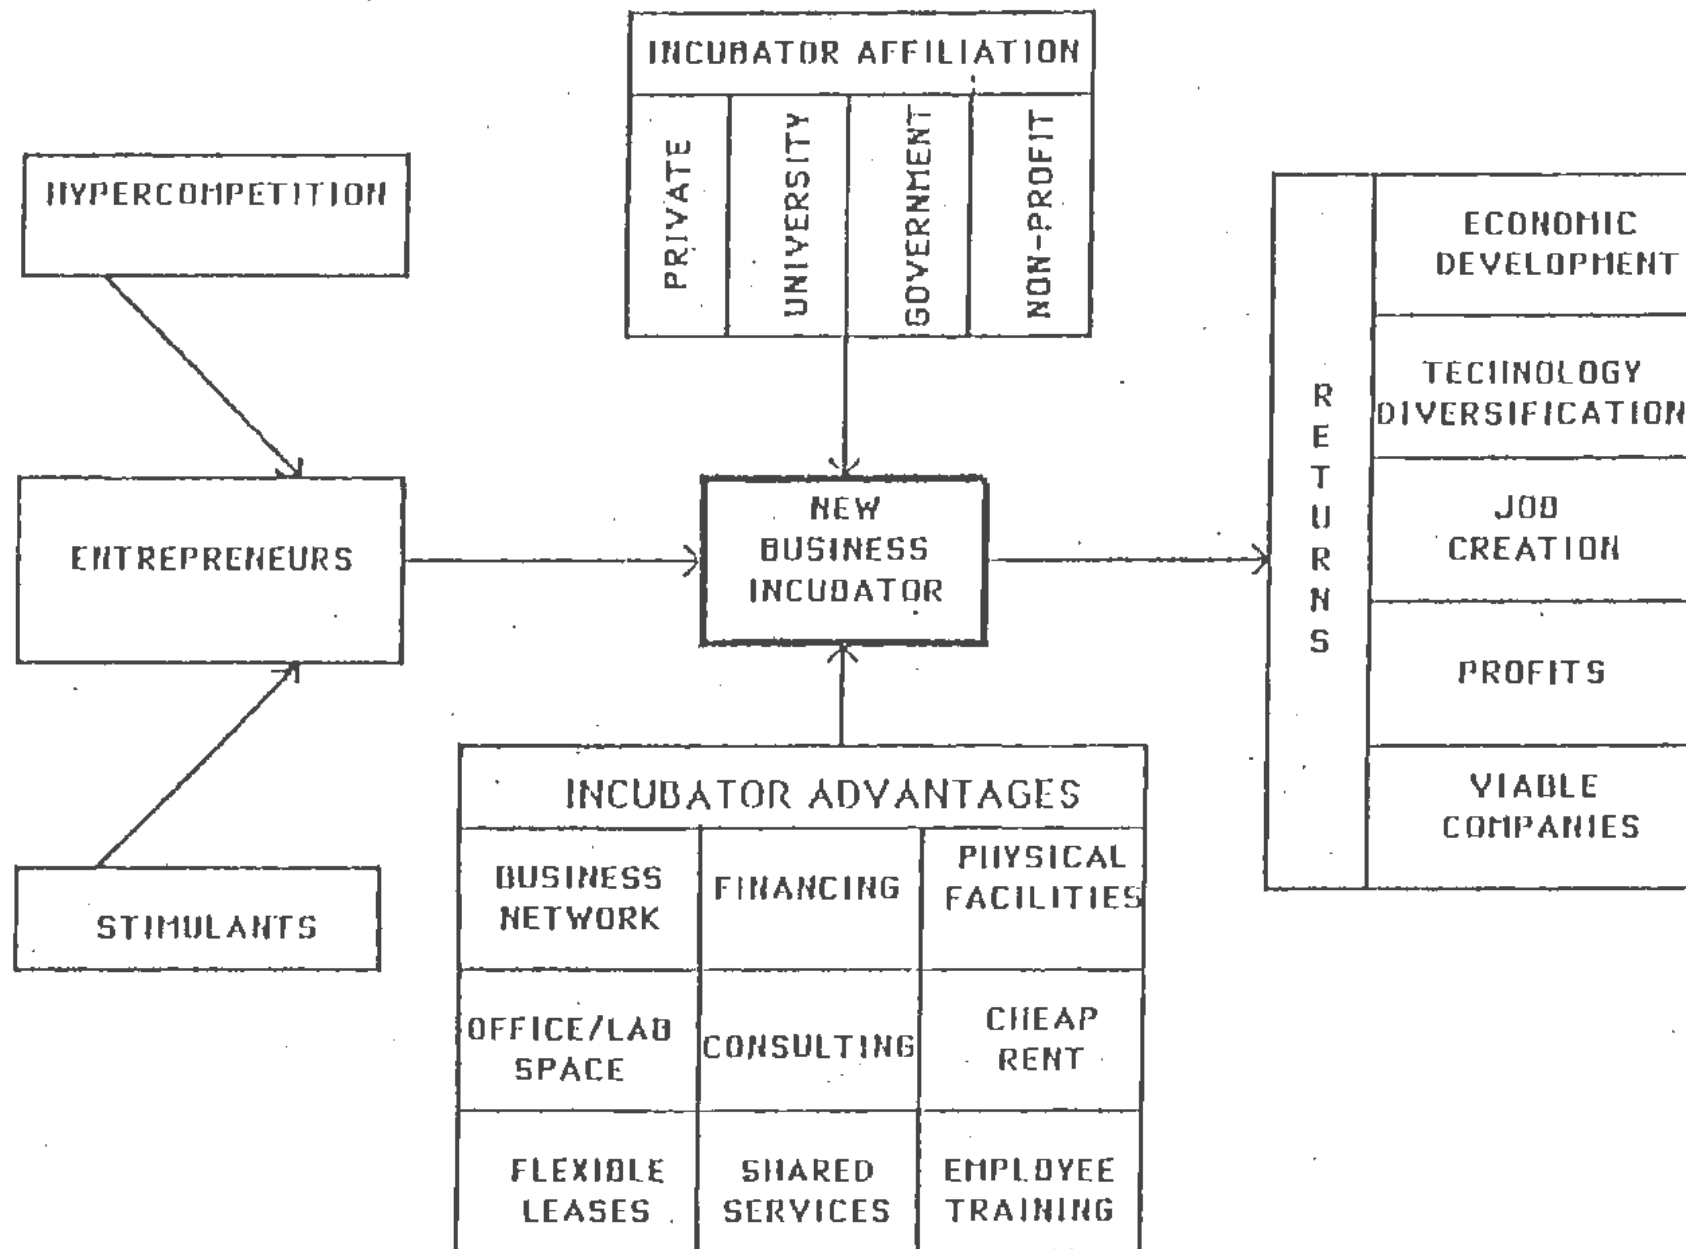 INCUBATOR AFFILIATION
PRIVATE
UNIVERSITY
GOVERNMENT
NON-PROFIT
HYPERCOMPETITION
ENTREPRENEURS
STIMULANTS
NEW
BUSINESS
INCUBATOR
INCUBATOR ADVANTAGES
BUSINESS
NETWORK
FINANCING
PHYSICAL
FACILITIES
OFFICE/LAB
SPACE
CONSULTING
CHEAP
RENT
FLEXIBLE
LEASES
SHARED
SERVICES
EMPLOYEE
TRAINING
RETURNS
ECONOMIC
DEVELOPMENT
TECHNOLOGY
DIVERSIFICATION
JOB
CREATION
PROFITS
VIABLE
COMPANIES